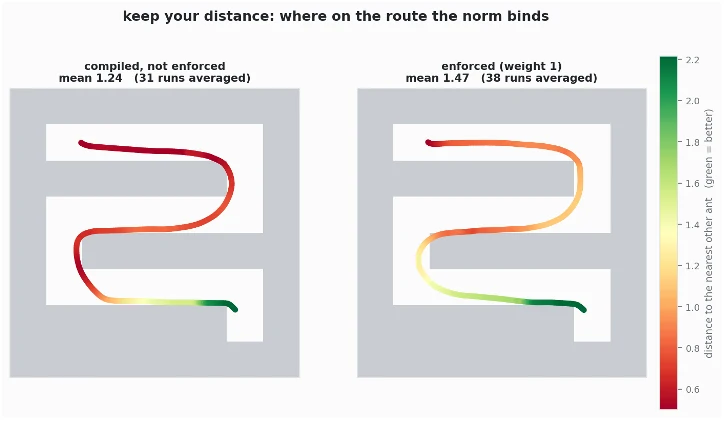 keep your distance: where on the route the norm binds
compiled, not enforced
mean 1.24 (31 runs averaged)
enforced (weight 1)
mean 1.47 (38 runs averaged)
2.2
2.0
1.8
1.6
1.4
1.2
1.0
0.8
0.6
distance to the nearest other ant (green = better)